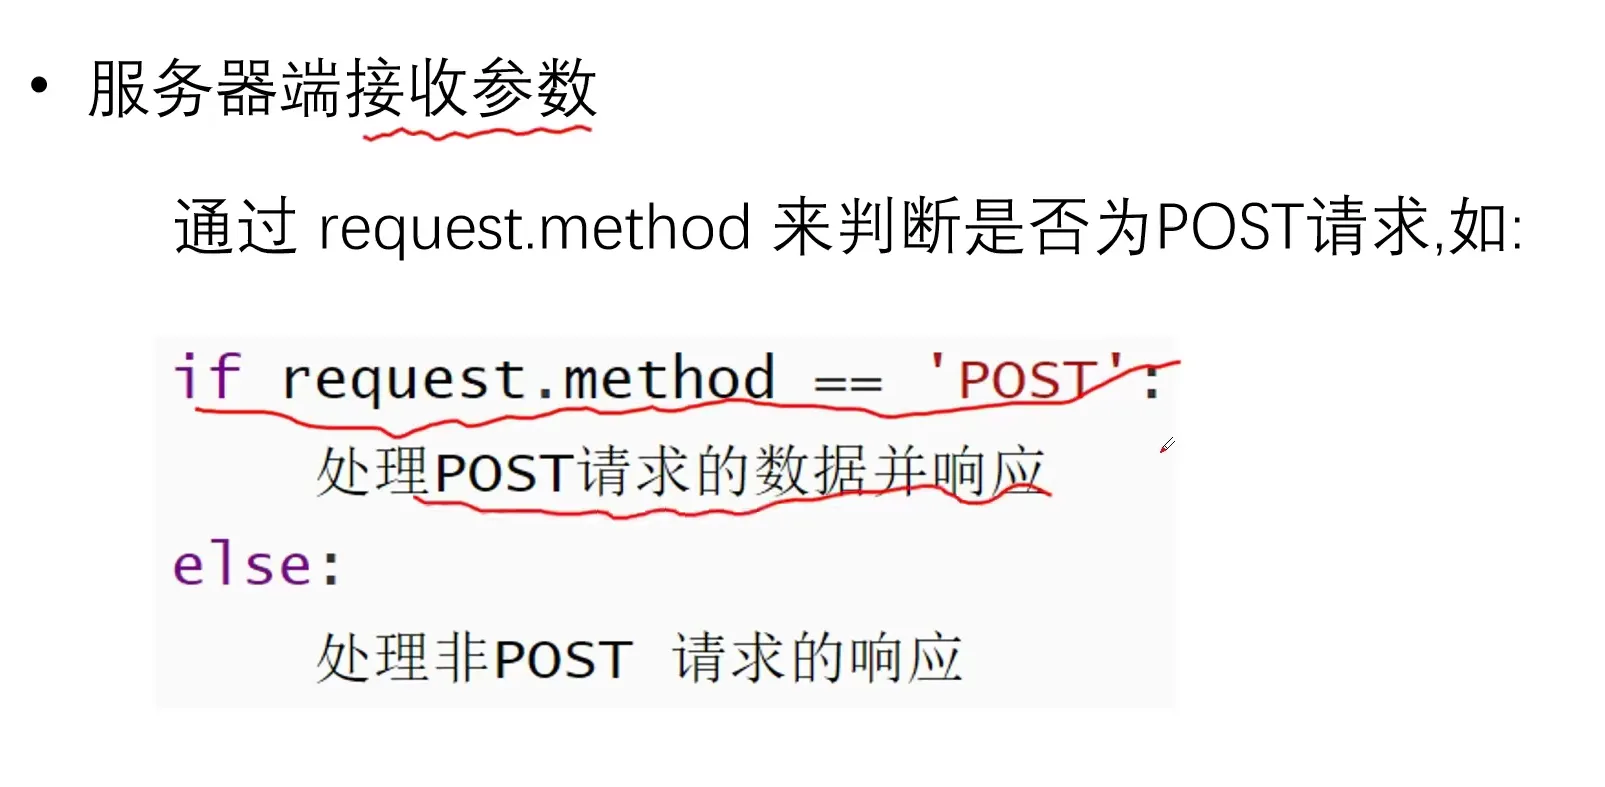 • 服务器端接收参数
通过 request.method 来判断是否为POST请求,如:
if request.method == 'POST':
处理POST请求的数据并响应
else:
处理非POST 请求的响应